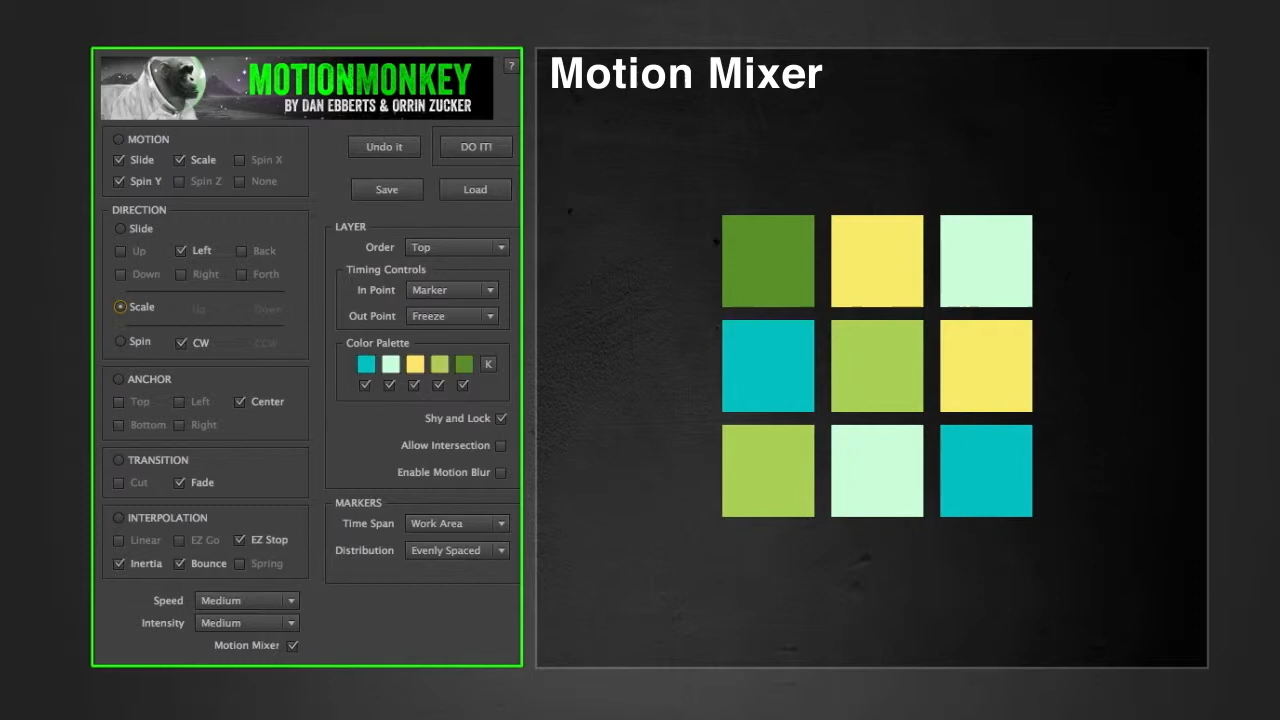 MOTIONMONKEY
BY DAN EBBERTS & ORRIN ZUCKER
?
Motion Mixer
MOTION
Slide Scale Spin X
Spin Y Spin Z None
Undo it DO IT!
Save Load
DIRECTION
Slide
Up Left Back
Down Right Forth
Scale Up Down
Spin CW CCW
ANCHOR
Top Left Center
Bottom Right
TRANSITION
Cut Fade
INTERPOLATION
Linear EZ Go EZ Stop
Inertia Bounce Spring
Speed Medium
Intensity Medium
Motion Mixer
LAYER
Order Top
Timing Controls
In Point Marker
Out Point Freeze
Color Palette
K
Shy and Lock
Allow Intersection
Enable Motion Blur
MARKERS
Time Span Work Area
Distribution Evenly Spaced